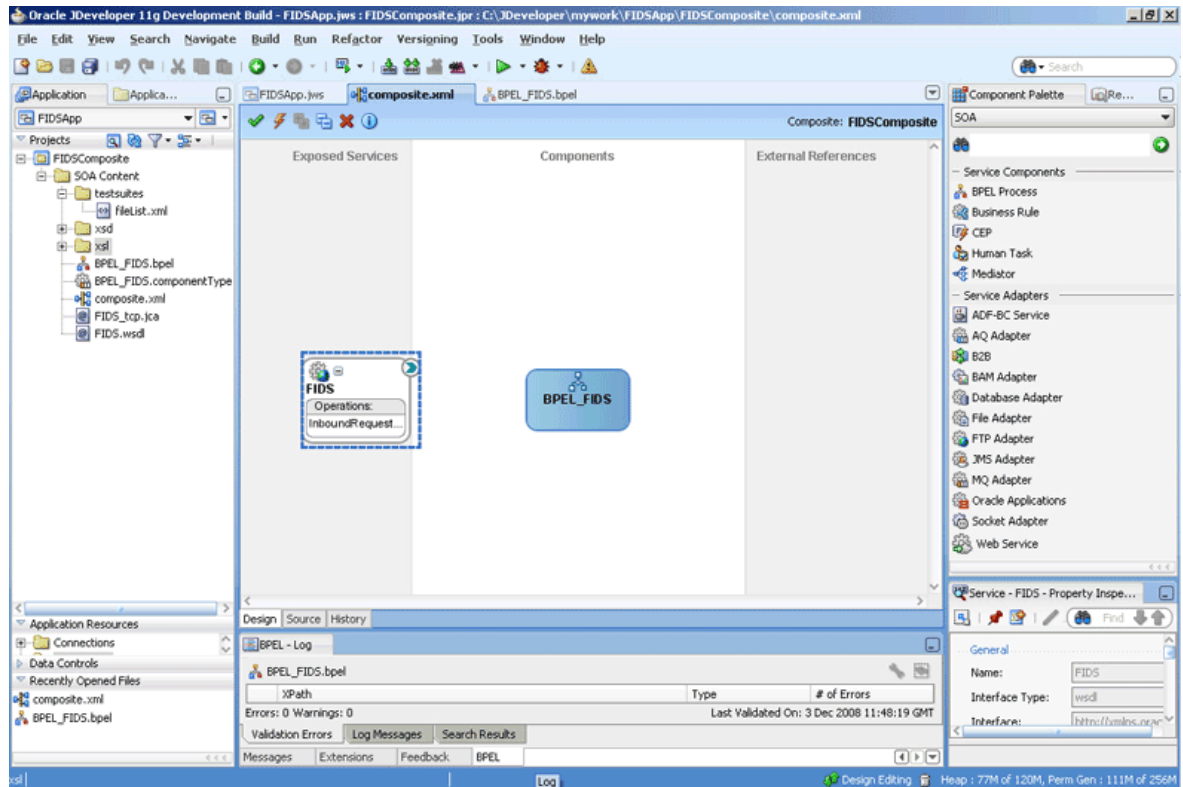 Oracle JDeveloper 11g Development Build - FIDSApp.jws : FIDSComposite.jpr : C:\JDeveloper\mywork\FIDSApp\FIDSComposite\composite.xml
File Edit View Search Navigate Build Run Refactor Versioning Tools Window Help
Search
Application Applica...
FIDSApp
Projects
FIDSComposite
SOA Content
testsuites
fileList.xml
xsd
xsl
BPEL_FIDS.bpel
BPEL_FIDS.componentType
composite.xml
FIDS_tcp.jca
FIDS.wsdl
Application Resources
Connections
Data Controls
Recently Opened Files
composite.xml
BPEL_FIDS.bpel
FIDSApp.jws composite.xml BPEL_FIDS.bpel
Composite: FIDSComposite
Exposed Services Components External References
FIDS
Operations:
InboundRequest...
BPEL_FIDS
Design Source History
BPEL - Log
BPEL_FIDS.bpel
XPath Type # of Errors
Errors: 0 Warnings: 0 Last Validated On: 3 Dec 2008 11:48:19 GMT
Validation Errors Log Messages Search Results
Messages Extensions Feedback BPEL
Component Palette Re...
SOA
Service Components
BPEL Process
Business Rule
CEP
Human Task
Mediator
Service Adapters
ADF-BC Service
AQ Adapter
B2B
BAM Adapter
Database Adapter
File Adapter
FTP Adapter
JMS Adapter
MQ Adapter
Oracle Applications
Socket Adapter
Web Service
Service - FIDS - Property Inspe...
Find
General
Name: FIDS
Interface Type: wsdl
Interface: http://xmlns.orac
xsl Log Design Editing Heap : 77M of 120M, Perm Gen : 111M of 256M